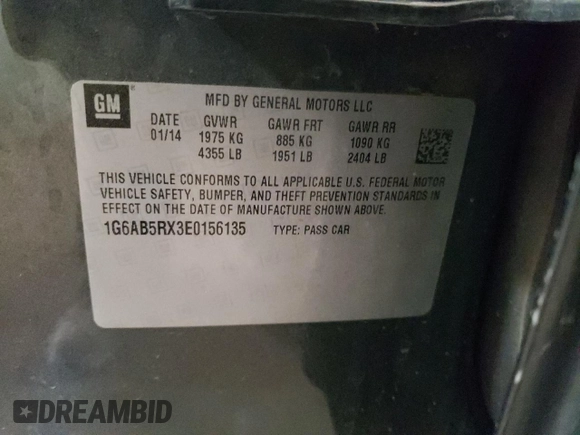 GM
MFD BY GENERAL MOTORS LLC
DATE GVWR GAWR FRT GAWR RR
01/14 1975 KG 885 KG 1090 KG
4355 LB 1951 LB 2404 LB
THIS VEHICLE CONFORMS TO ALL APPLICABLE U.S. FEDERAL MOTOR
VEHICLE SAFETY, BUMPER, AND THEFT PREVENTION STANDARDS IN
EFFECT ON THE DATE OF MANUFACTURE SHOWN ABOVE.
1G6AB5RX3E0156135 TYPE: PASS CAR
DREAMBID